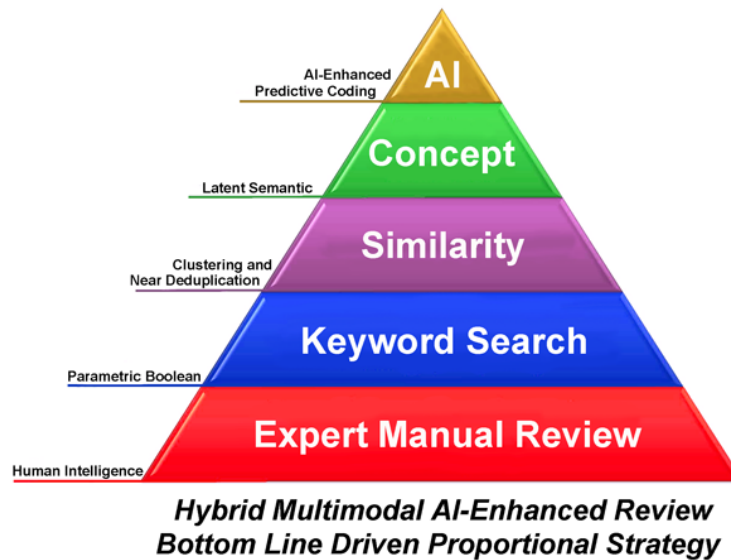 AI
AI-Enhanced
Predictive Coding
Concept
Latent Semantic
Similarity
Clustering and
Near Deduplication
Keyword Search
Parametric Boolean
Expert Manual Review
Human Intelligence
Hybrid Multimodal AI-Enhanced Review
Bottom Line Driven Proportional Strategy